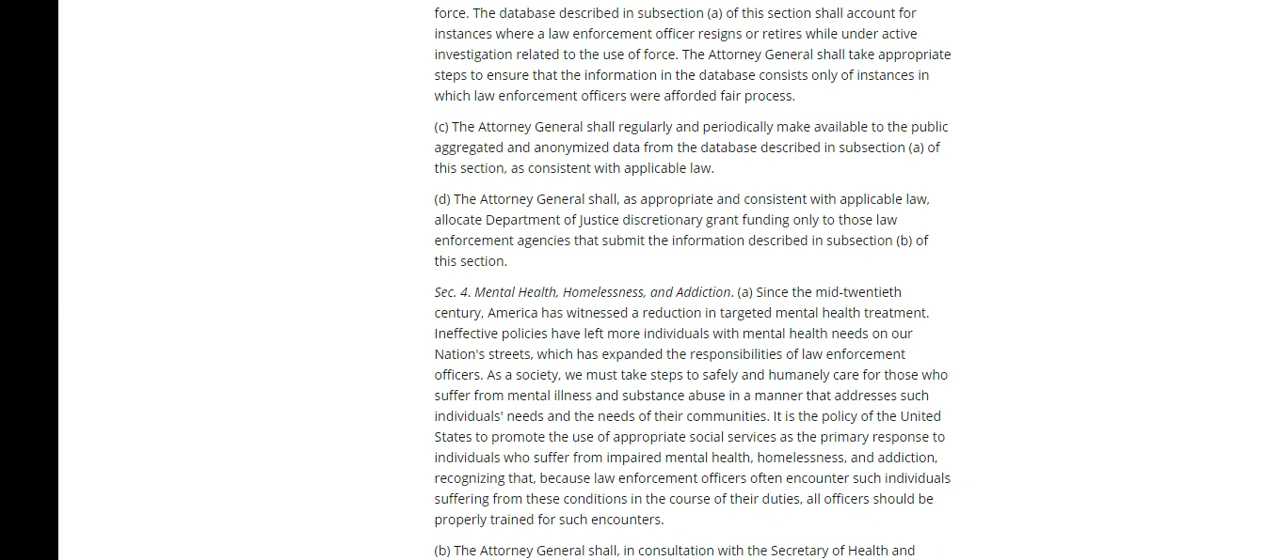 force. The database described in subsection (a) of this section shall account for
instances where a law enforcement officer resigns or retires while under active
investigation related to the use of force. The Attorney General shall take appropriate
steps to ensure that the information in the database consists only of instances in
which law enforcement officers were afforded fair process.
(c) The Attorney General shall regularly and periodically make available to the public
aggregated and anonymized data from the database described in subsection (a) of
this section, as consistent with applicable law.
(d) The Attorney General shall, as appropriate and consistent with applicable law,
allocate Department of Justice discretionary grant funding only to those law
enforcement agencies that submit the information described in subsection (b) of
this section.
Sec. 4. Mental Health, Homelessness, and Addiction. (a) Since the mid-twentieth
century, America has witnessed a reduction in targeted mental health treatment.
Ineffective policies have left more individuals with mental health needs on our
Nation's streets, which has expanded the responsibilities of law enforcement
officers. As a society, we must take steps to safely and humanely care for those who
suffer from mental illness and substance abuse in a manner that addresses such
individuals' needs and the needs of their communities. It is the policy of the United
States to promote the use of appropriate social services as the primary response to
individuals who suffer from impaired mental health, homelessness, and addiction,
recognizing that, because law enforcement officers often encounter such individuals
suffering from these conditions in the course of their duties, all officers should be
properly trained for such encounters.
(b) The Attorney General shall, in consultation with the Secretary of Health and